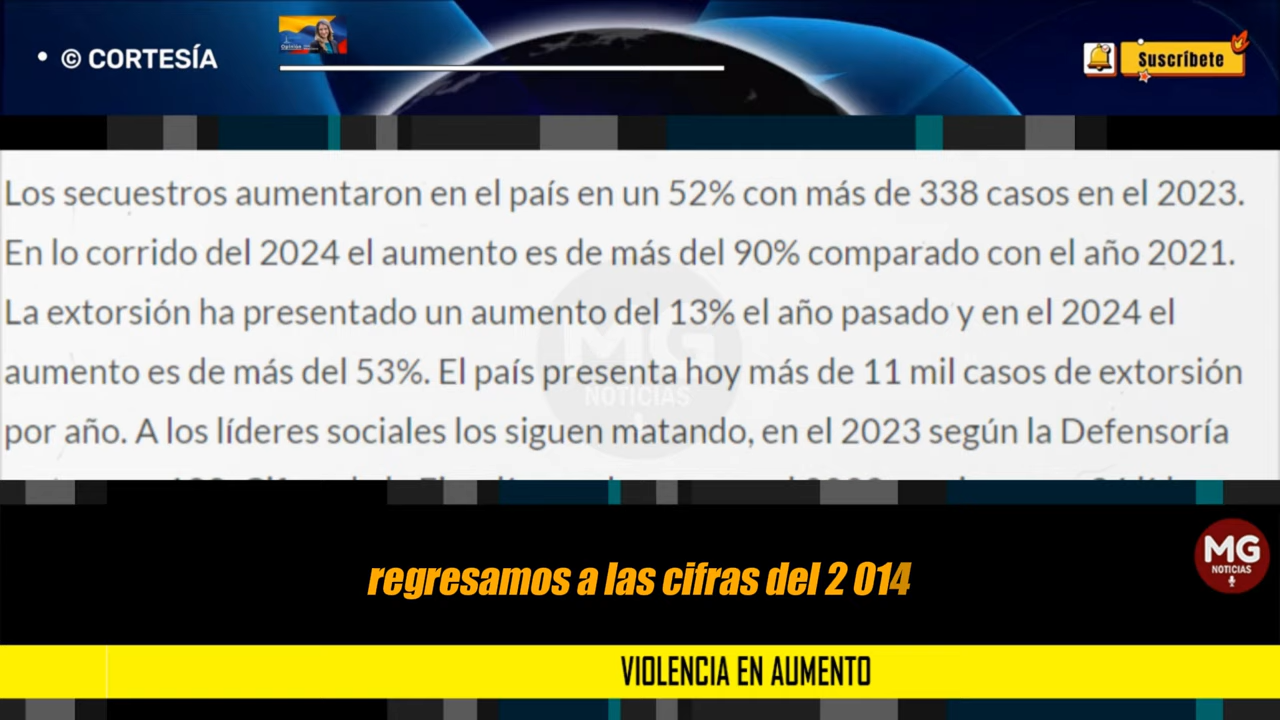 • © CORTESÍA
Opinión
Suscríbete
Los secuestros aumentaron en el país en un 52% con más de 338 casos en el 2023.
En lo corrido del 2024 el aumento es de más del 90% comparado con el año 2021.
La extorsión ha presentado un aumento del 13% el año pasado y en el 2024 el
aumento es de más del 53%. El país presenta hoy más de 11 mil casos de extorsión
por año. A los líderes sociales los siguen matando, en el 2023 según la Defensoría
MG
NOTICIAS
regresamos a las cifras del 2 014
MG
NOTICIAS
VIOLENCIA EN AUMENTO